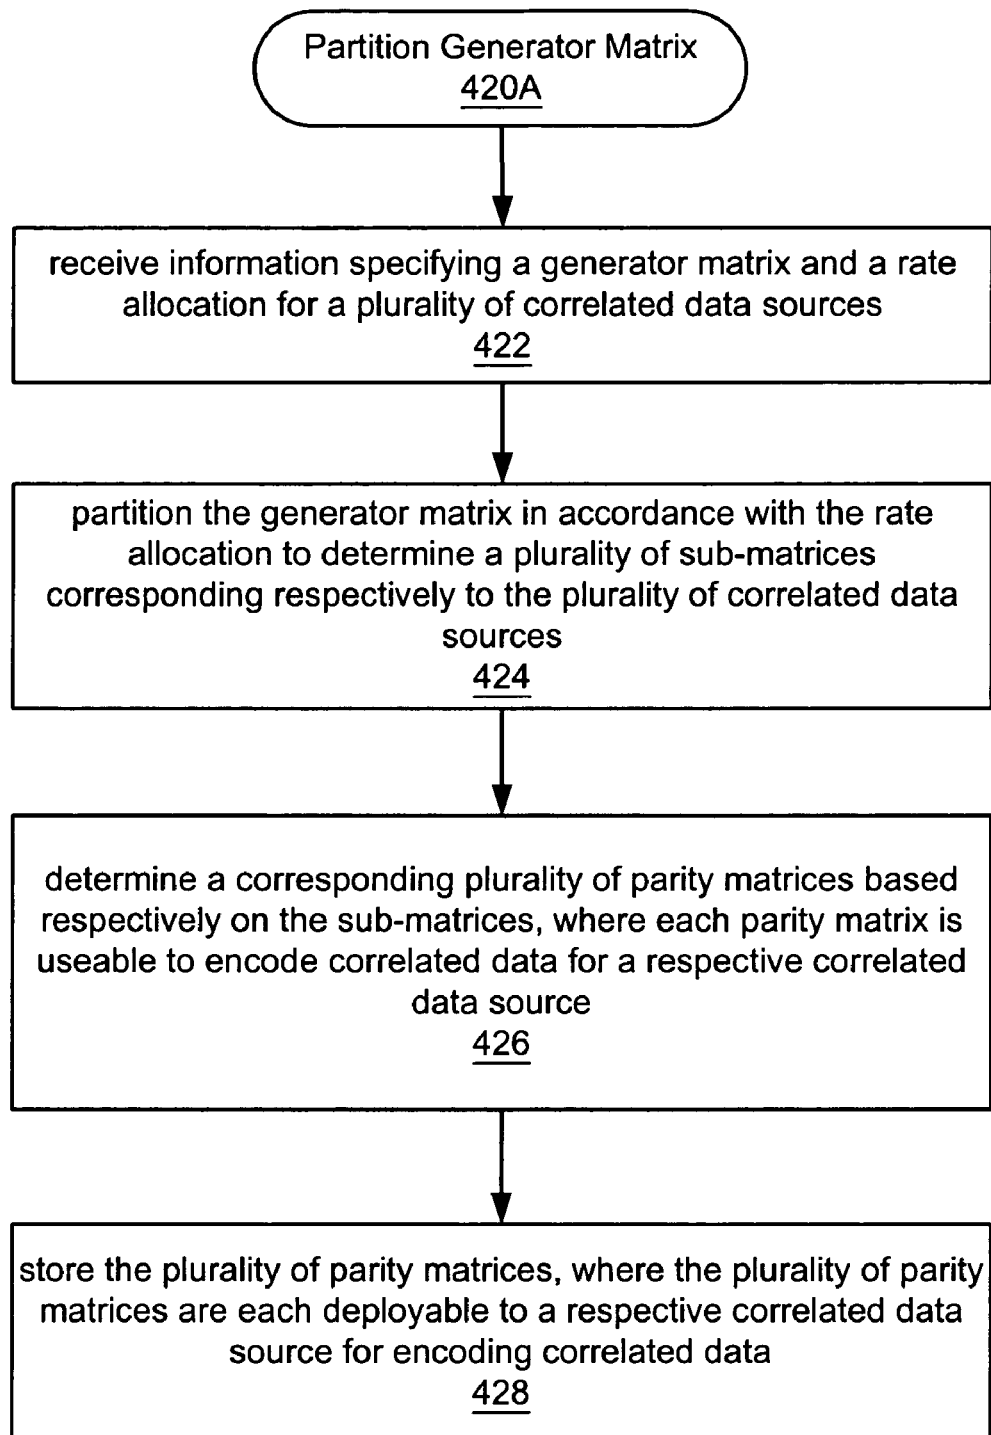 Partition Generator Matrix
420A
receive information specifying a generator matrix and a rate
allocation for a plurality of correlated data sources
422
partition the generator matrix in accordance with the rate
allocation to determine a plurality of sub-matrices
corresponding respectively to the plurality of correlated data
sources
424
determine a corresponding plurality of parity matrices based
respectively on the sub-matrices, where each parity matrix is
useable to encode correlated data for a respective correlated
data source
426
store the plurality of parity matrices, where the plurality of parity
matrices are each deployable to a respective correlated data
source for encoding correlated data
428